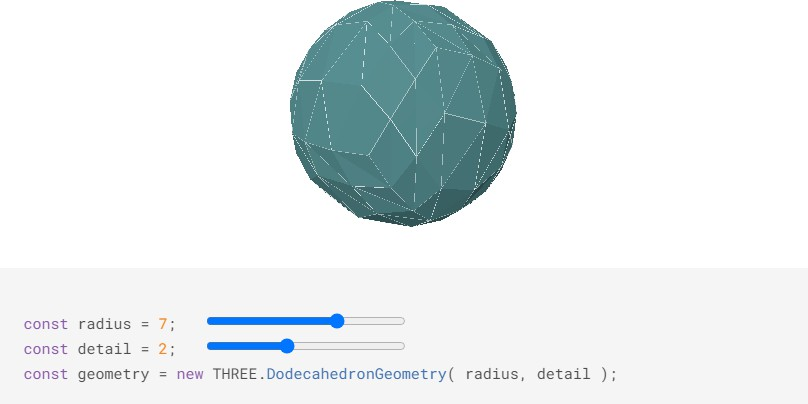 const radius = 7;
const detail = 2;
const geometry = new THREE.DodecahedronGeometry( radius, detail );